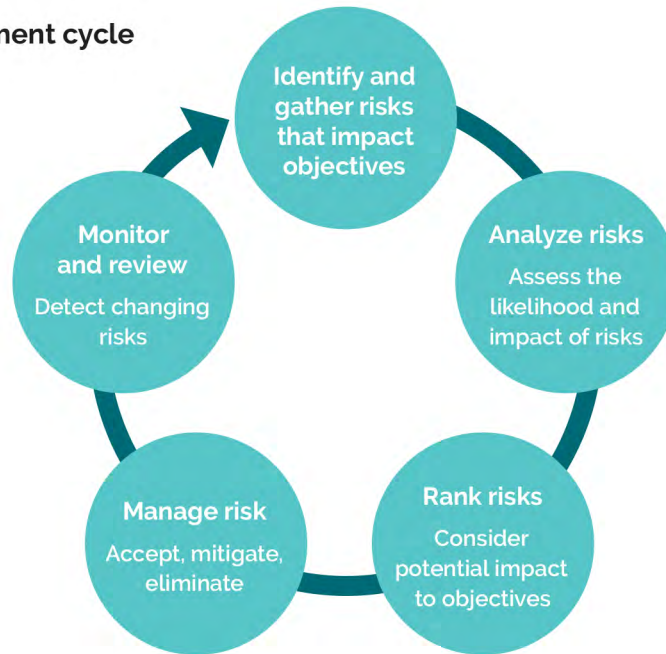 ment cycle
Identify and
gather risks
that impact
objectives
Analyze risks
Assess the
likelihood and
impact of risks
Rank risks
Consider
potential impact
to objectives
Manage risk
Accept, mitigate,
eliminate
Monitor
and review
Detect changing
risks